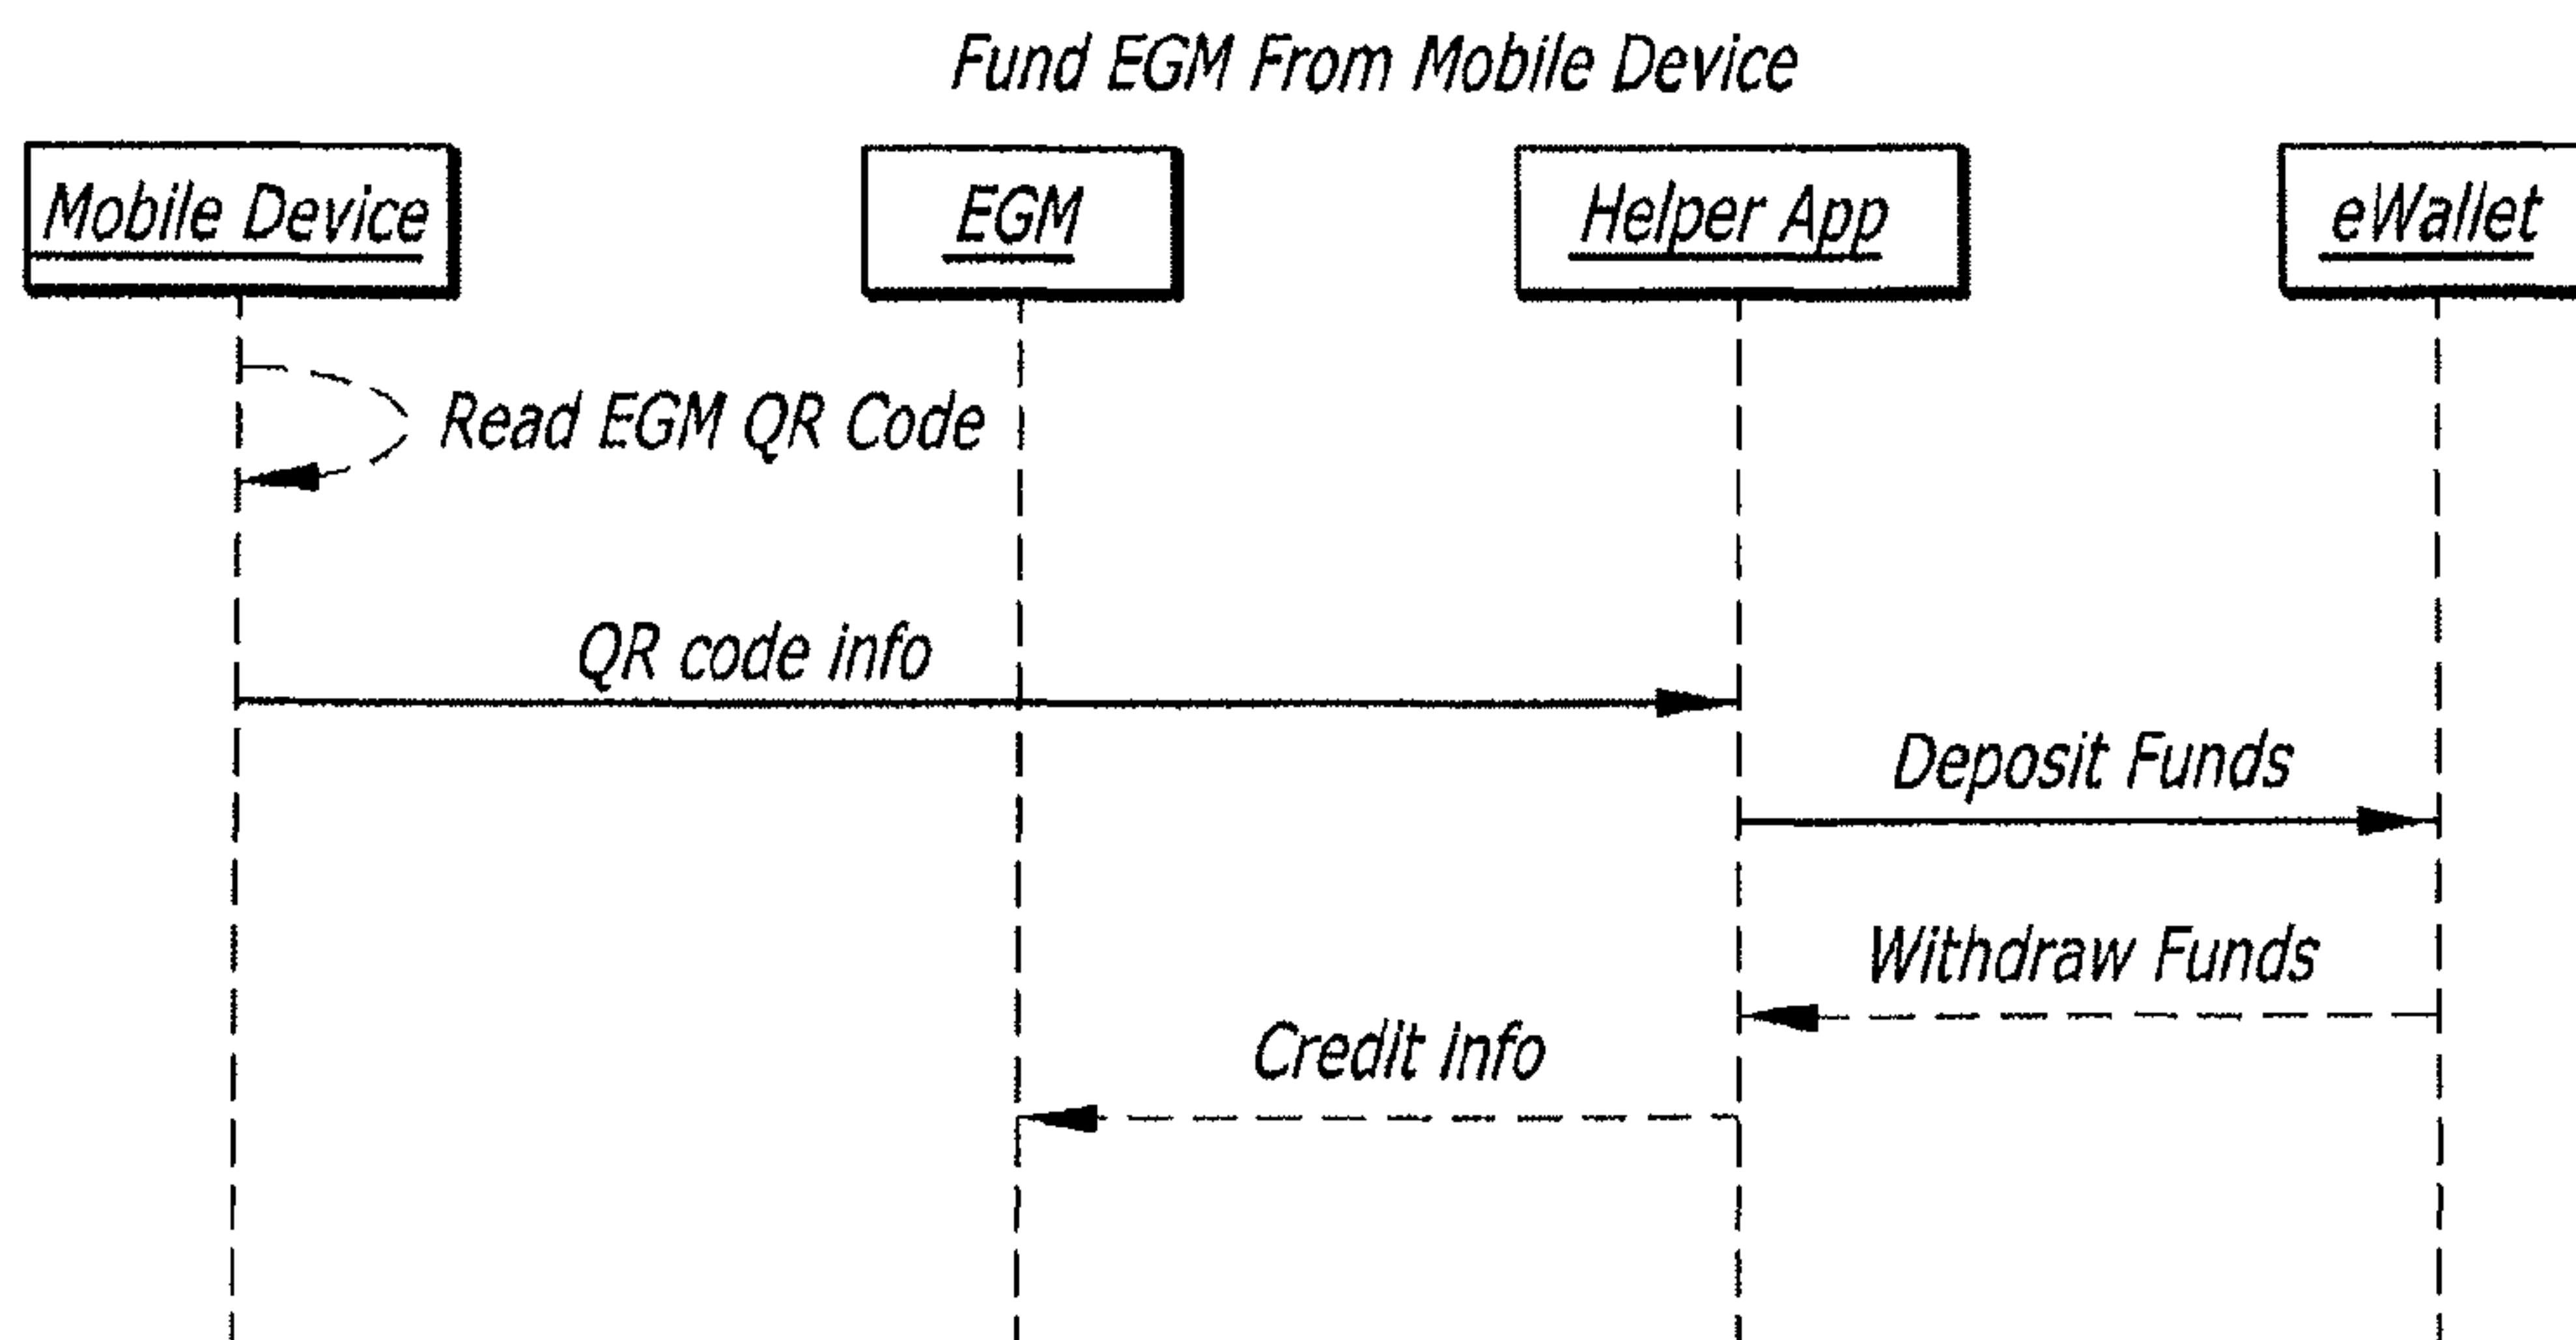 Fund EGM From Mobile Device
Mobile Device
EGM
Helper App
eWallet
Read EGM QR Code
QR code info
Deposit Funds
Withdraw Funds
Credit info